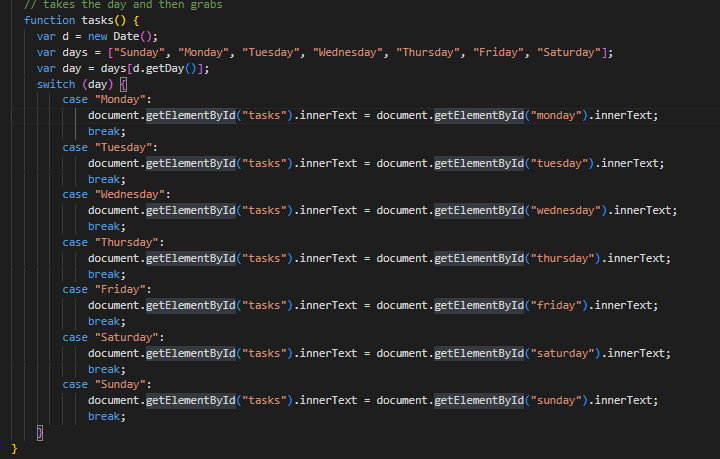 // takes the day and then grabs
function tasks() {
var d = new Date();
var days = ["Sunday", "Monday", "Tuesday", "Wednesday", "Thursday", "Friday", "Saturday"];
var day = days[d.getDay()];
switch (day) {
case "Monday":
document.getElementById("tasks").innerText = document.getElementById("monday").innerText;
break;
case "Tuesday":
document.getElementById("tasks").innerText = document.getElementById("tuesday").innerText;
break;
case "Wednesday":
document.getElementById("tasks").innerText = document.getElementById("wednesday").innerText;
break;
case "Thursday":
document.getElementById("tasks").innerText = document.getElementById("thursday").innerText;
break;
case "Friday":
document.getElementById("tasks").innerText = document.getElementById("friday").innerText;
break;
case "Saturday":
document.getElementById("tasks").innerText = document.getElementById("saturday").innerText;
break;
case "Sunday":
document.getElementById("tasks").innerText = document.getElementById("sunday").innerText;
break;
}
}